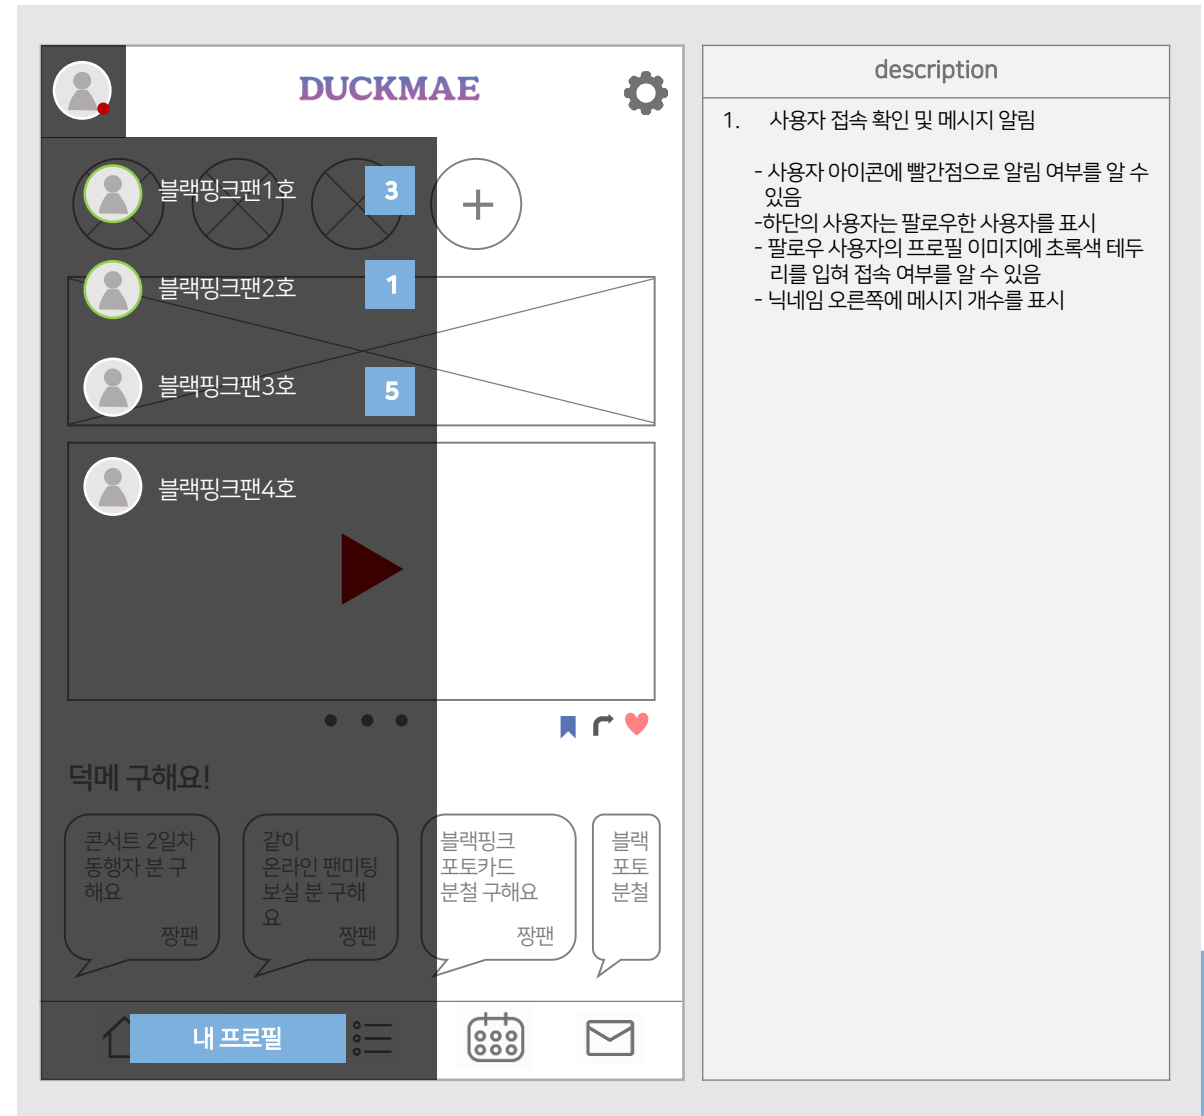 DUCKMAE
블랙핑크팬1호
3
블랙핑크팬2호
1
블랙핑크팬3호
5
블랙핑크팬4호
덕메 구해요!
콘서트 2일차
동행자 분 구
해요
짱팬
같이
온라인 팬미팅
보실 분 구해
요
짱팬
블랙핑크
포토카드
분철 구해요
짱팬
블랙
포토
분철
내 프로필
description
1. 사용자 접속 확인 및 메시지 알림
- 사용자 아이콘에 빨간점으로 알림 여부를 알 수
있음
-하단의 사용자는 팔로우한 사용자를 표시
- 팔로우 사용자의 프로필 이미지에 초록색 테두
리를 입혀 접속 여부를 알 수 있음
- 닉네임 오른쪽에 메시지 개수를 표시